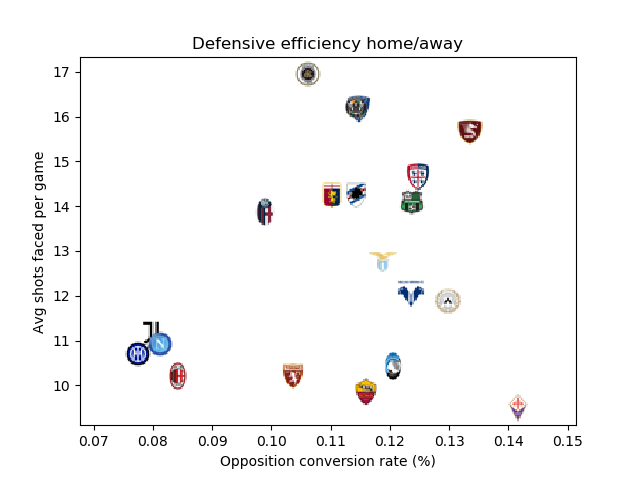 Defensive efficiency home/away
Avg shots faced per game
17
16
15
14
13
12
11
10
0.07 0.08 0.09 0.10 0.11 0.12 0.13 0.14 0.15
Opposition conversion rate (%)